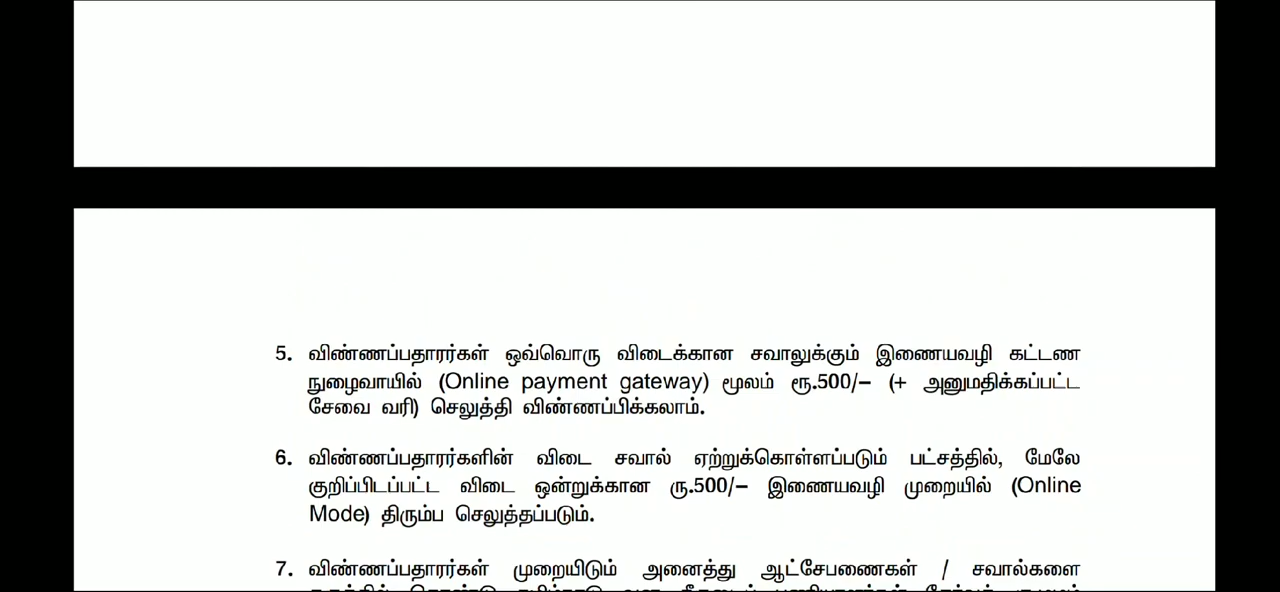 5. விண்ணப்பதாரர்கள் ஒவ்வொரு விடைக்கான சவாலுக்கும் இணையவழி கட்டண
நுழைவாயில் (Online payment gateway) மூலம் ரூ.500/– (+ அனுமதிக்கப்பட்ட
சேவை வரி) செலுத்தி விண்ணப்பிக்கலாம்.
6. விண்ணப்பதாரர்களின் விடை சவால் ஏற்றுக்கொள்ளப்படும் பட்சத்தில், மேலே
குறிப்பிடப்பட்ட விடை ஒன்றுக்கான ரு.500/– இணையவழி முறையில் (Online
Mode) திரும்ப செலுத்தப்படும்.
7. விண்ணப்பதாரர்கள் முறையிடும் அனைத்து ஆட்சேபணைகள் / சவால்களை